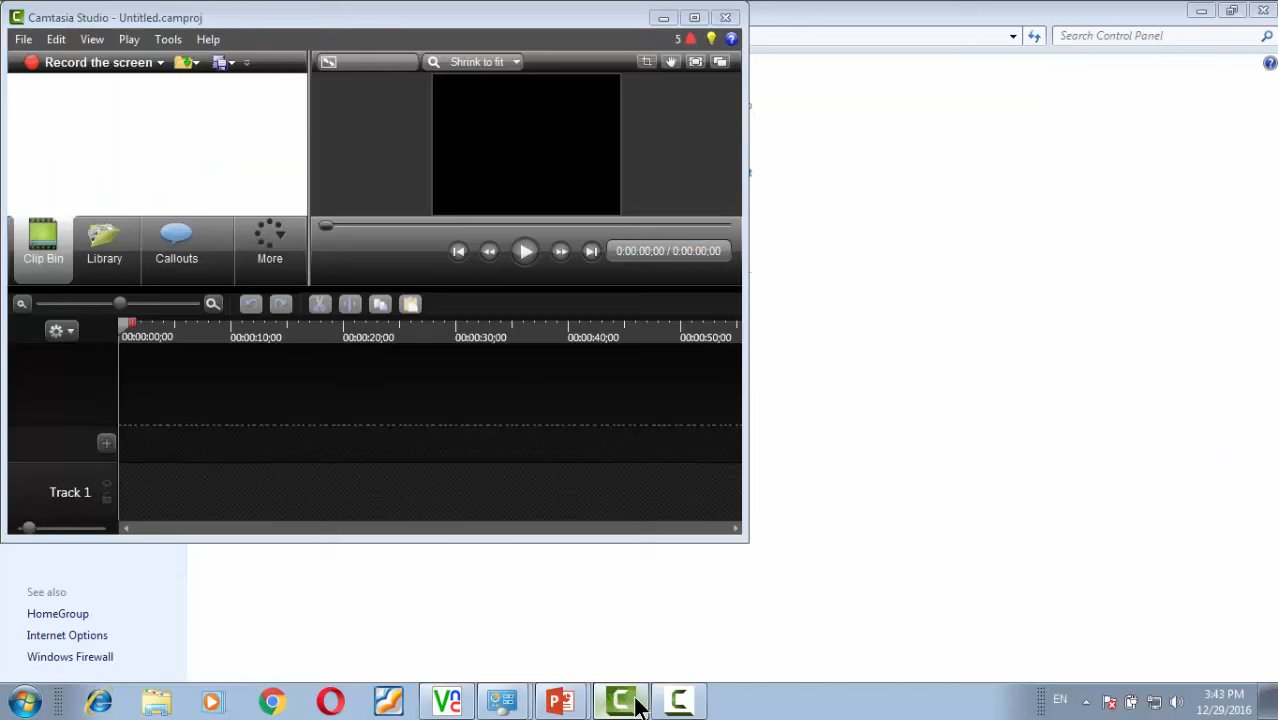 Camtasia Studio - Untitled.camproj
File Edit View Play Tools Help 5
Search Control Panel
Record the screen
Shrink to fit
Clip Bin Library Callouts More
0:00:00;00 / 0:00:00;00
00:00:00;00 00:00:10;00 00:00:20;00 00:00:30;00 00:00:40;00 00:00:50;00
Track 1
See also
HomeGroup
Internet Options
Windows Firewall
EN
3:43 PM
12/29/2016